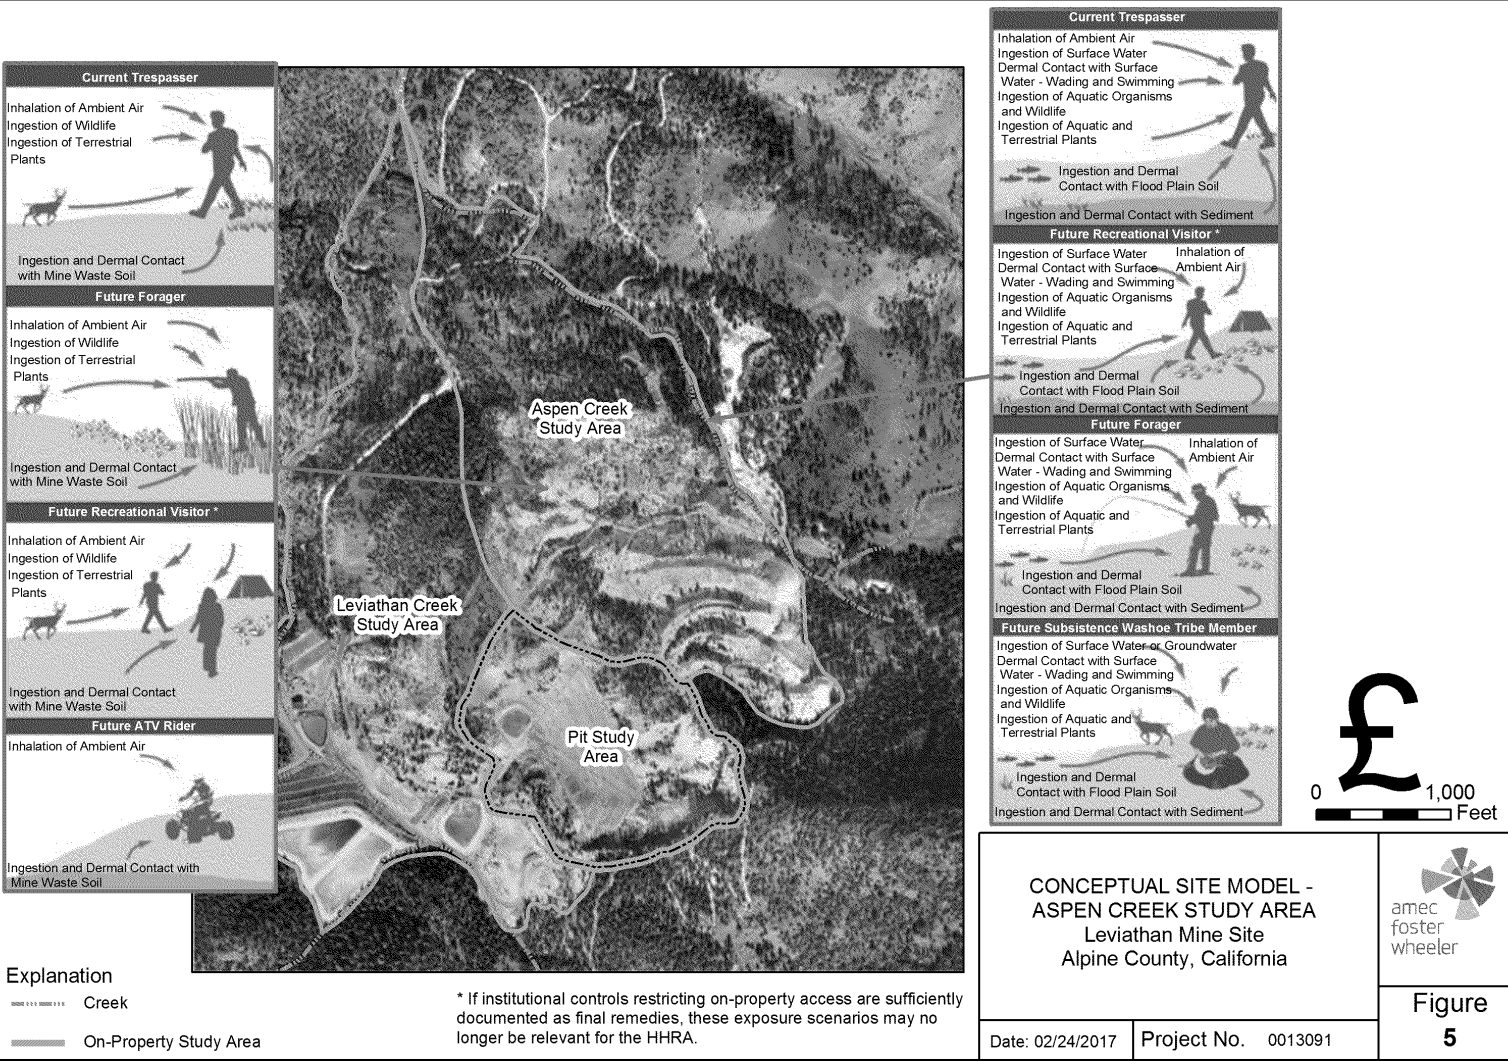 Current Trespasser
Inhalation of Ambient Air
Ingestion of Wildlife
Ingestion of Terrestrial
Plants
Ingestion and Dermal Contact
with Mine Waste Soil
Future Forager
Inhalation of Ambient Air
Ingestion of Wildlife
Ingestion of Terrestrial
Plants
Ingestion and Dermal Contact
with Mine Waste Soil
Future Recreational Visitor *
Inhalation of Ambient Air
Ingestion of Wildlife
Ingestion of Terrestrial
Plants
Ingestion and Dermal Contact
with Mine Waste Soil
Future ATV Rider
Inhalation of Ambient Air
Ingestion and Dermal Contact with
Mine Waste Soil
Aspen Creek
Study Area
Leviathan Creek
Study Area
Pit Study
Area
Current Trespasser
Inhalation of Ambient Air
Ingestion of Surface Water
Dermal Contact with Surface
Water - Wading and Swimming
Ingestion of Aquatic Organisms
and Wildlife
Ingestion of Aquatic and
Terrestrial Plants
Ingestion and Dermal
Contact with Flood Plain Soil
Ingestion and Dermal Contact with Sediment
Future Recreational Visitor *
Ingestion of Surface Water
Dermal Contact with Surface
Water - Wading and Swimming
Ingestion of Aquatic Organisms
and Wildlife
Ingestion of Aquatic and
Terrestrial Plants
Inhalation of
Ambient Air
Ingestion and Dermal
Contact with Flood Plain Soil
Ingestion and Dermal Contact with Sediment
Future Forager
Ingestion of Surface Water
Dermal Contact with Surface
Water - Wading and Swimming
Ingestion of Aquatic Organisms
and Wildlife
Ingestion of Aquatic and
Terrestrial Plants
Inhalation of
Ambient Air
Ingestion and Dermal
Contact with Flood Plain Soil
Ingestion and Dermal Contact with Sediment
Future Subsistence Washoe Tribe Member
Ingestion of Surface Water or Groundwater
Dermal Contact with Surface
Water - Wading and Swimming
Ingestion of Aquatic Organisms
and Wildlife
Ingestion of Aquatic and
Terrestrial Plants
Ingestion and Dermal
Contact with Flood Plain Soil
Ingestion and Dermal Contact with Sediment
£
0 1,000
Feet
CONCEPTUAL SITE MODEL -
ASPEN CREEK STUDY AREA
Leviathan Mine Site
Alpine County, California
amec
foster
wheeler
Date: 02/24/2017
Project No. 0013091
Figure
5
Explanation
Creek
On-Property Study Area
* If institutional controls restricting on-property access are sufficiently
documented as final remedies, these exposure scenarios may no
longer be relevant for the HHRA.